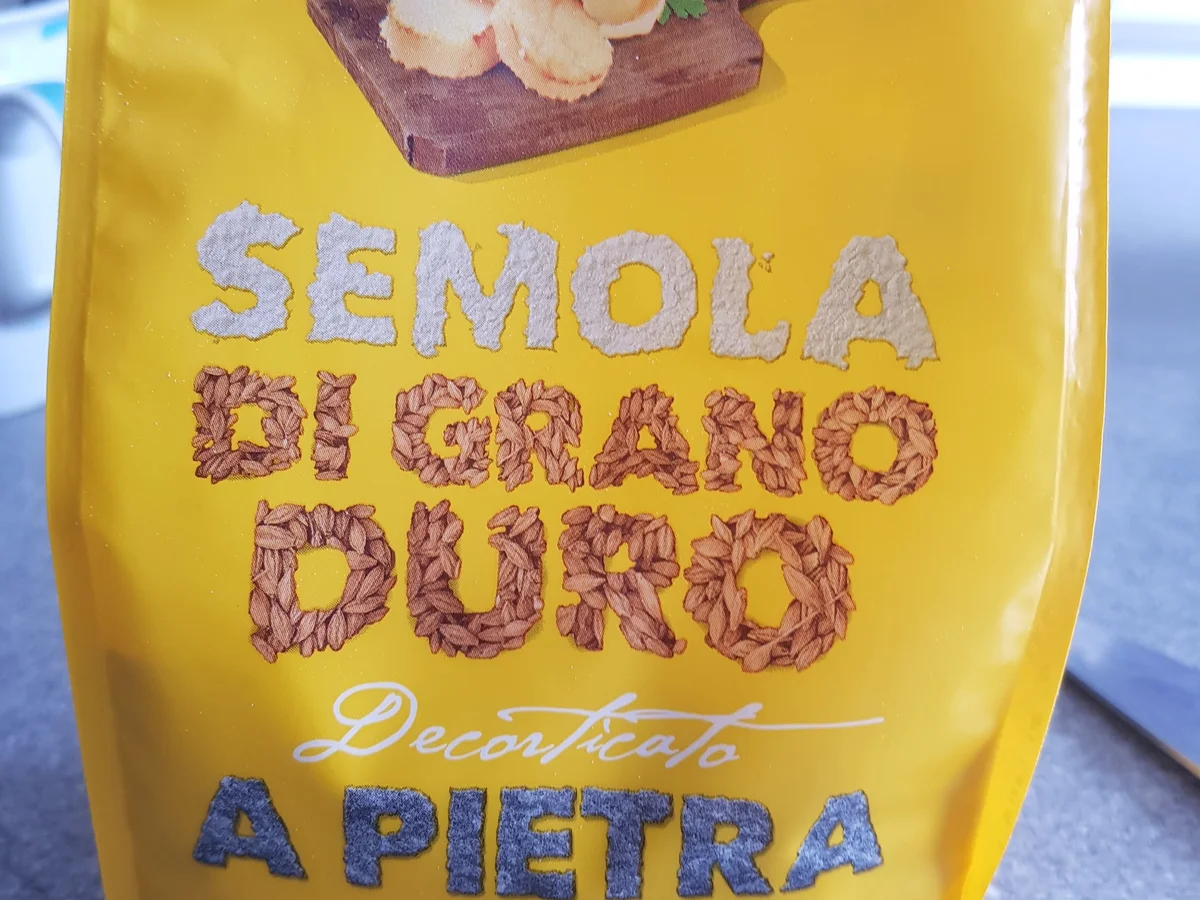 SEMOLA
DI GRANO
DURO
Decorticato
A PIETRA